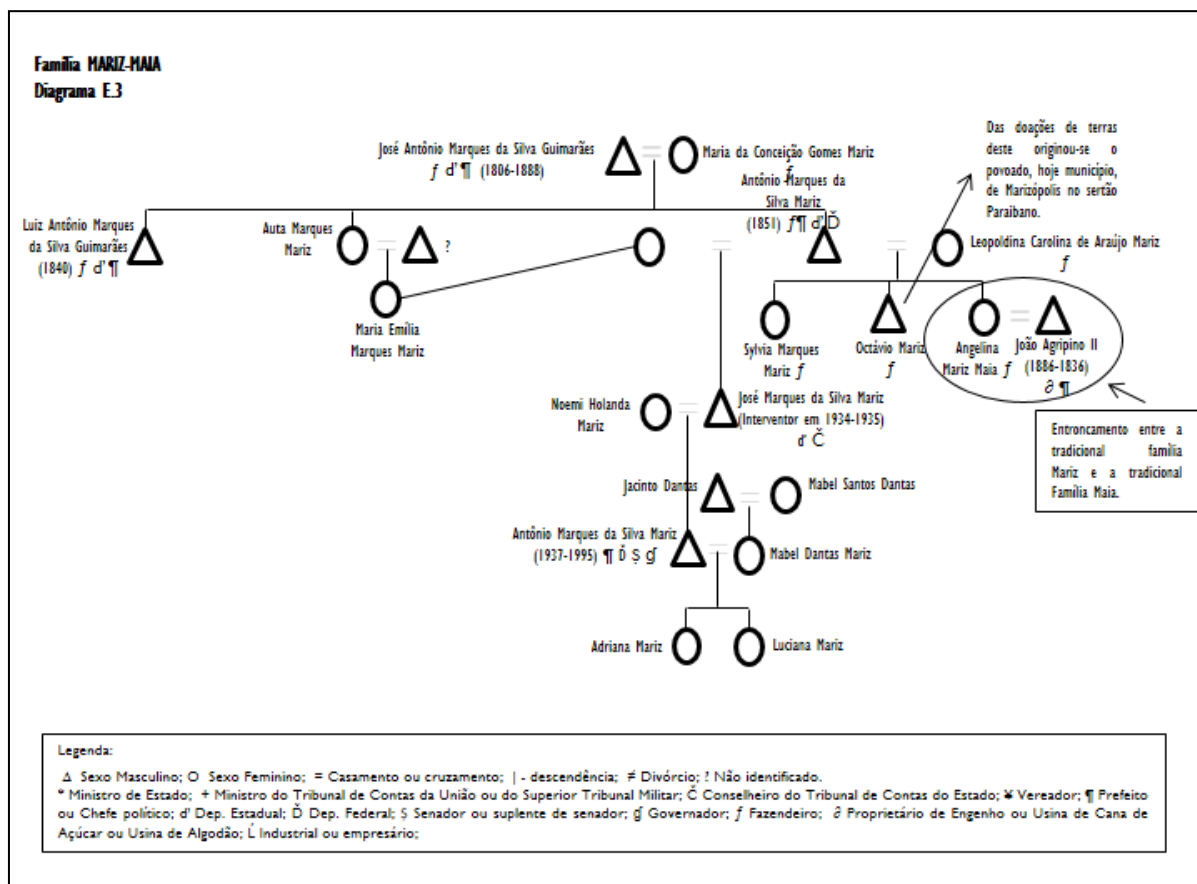 Família MARIZ-MAIA
Diagrama E.3
José Antônio Marques da Silva Guimarães
ƒ ď ¶ (1806-1888)
=
Maria da Conceição Gomes Mariz
ƒ
Das doações de terras
deste originou-se o
povoado, hoje município,
de Marizópolis no sertão
Paraibano.
Luiz Antônio Marques
da Silva Guimarães
(1840) ƒ ď ¶
Auta Marques
Mariz
=
?
=
Antônio Marques da
Silva Mariz
(1851) ƒ¶ ď Ď
=
Leopoldina Carolina de Araújo Mariz
ƒ
Maria Emília
Marques Mariz
Sylvia Marques
Mariz ƒ
Octávio Mariz
ƒ
Angelina
Mariz Maia ƒ
=
João Agripino II
(1886-1836)
∂ ¶
Entroncamento entre a
tradicional família
Mariz e a tradicional
Família Maia.
Noemi Holanda
Mariz
=
José Marques da Silva Mariz
(Interventor em 1934-1935)
ď Č
Jacinto Dantas
=
Mabel Santos Dantas
Antônio Marques da Silva Mariz
(1937-1995) ¶ Ď Ş ɠ
=
Mabel Dantas Mariz
Adriana Mariz
Luciana Mariz
Legenda:
Δ Sexo Masculino; O Sexo Feminino; = Casamento ou cruzamento; | - descendência; ≠ Divórcio; ? Não identificado.
* Ministro de Estado; + Ministro do Tribunal de Contas da União ou do Superior Tribunal Militar; Č Conselheiro do Tribunal de Contas do Estado; ¥ Vereador; ¶ Prefeito
ou Chefe político; ď Dep. Estadual; Ď Dep. Federal; Ş Senador ou suplente de senador; ɠ Governador; ƒ Fazendeiro; ∂ Proprietário de Engenho ou Usina de Cana de
Açúcar ou Usina de Algodão; Ĺ Industrial ou empresário;